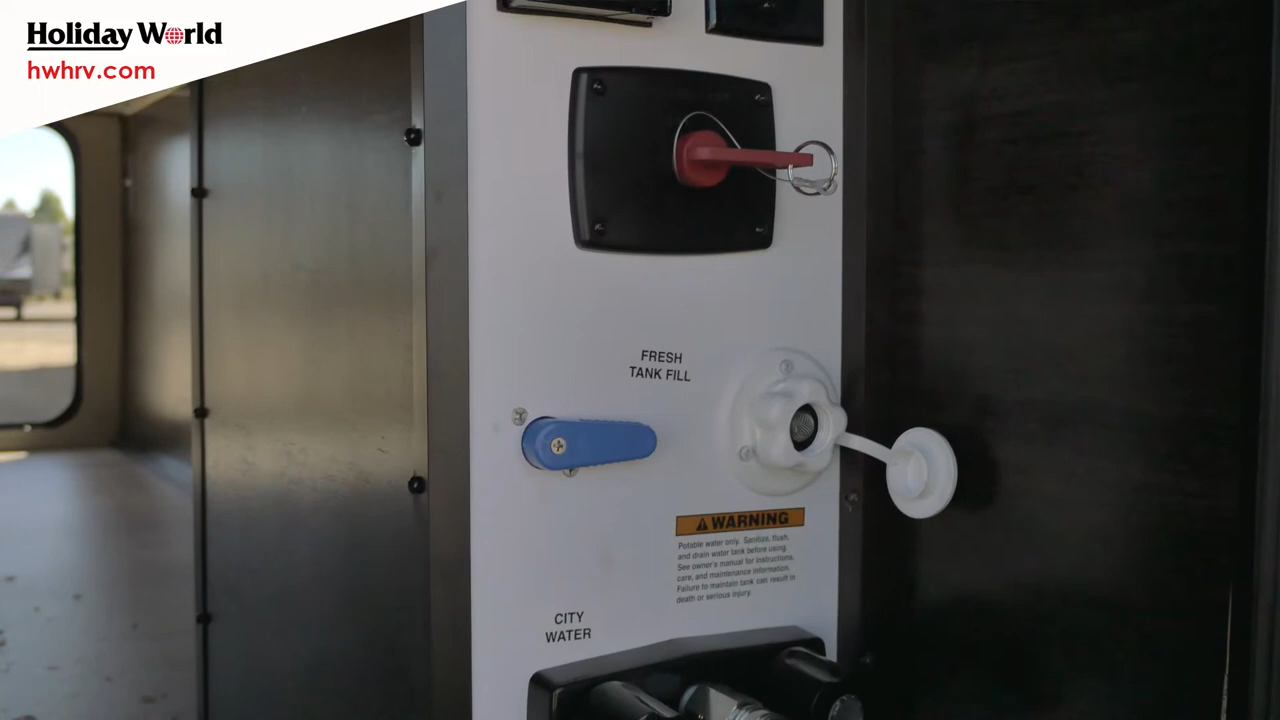 Holiday World
hwhrv.com
FRESH
TANK FILL
WARNING
Potable water only. Sanitize, flush,
and drain water tank before using.
See owner's manual for instructions,
care, and maintenance information.
Failure to maintain tank can result in
death or serious injury.
CITY
WATER